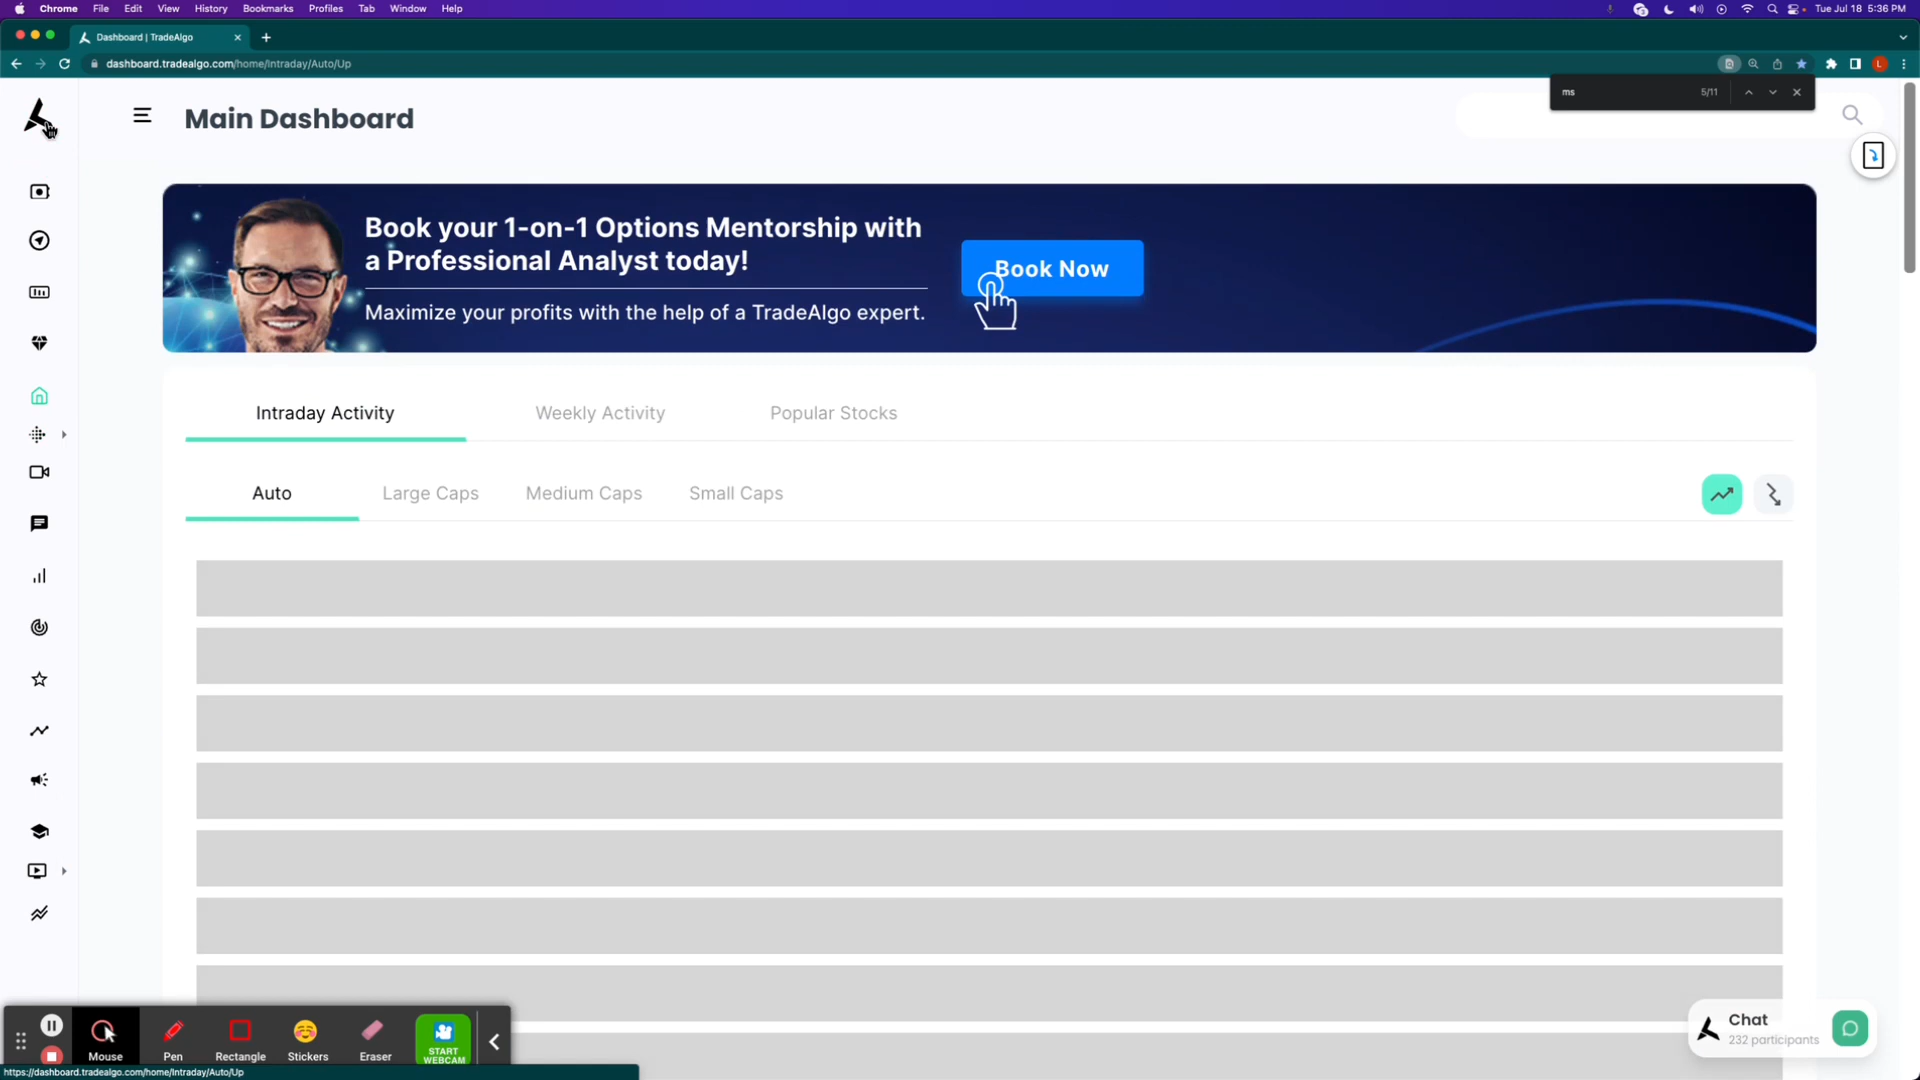 Chrome File Edit View History Bookmarks Profiles Tab Window Help Tue Jul 18 5:36 PM
Dashboard | TradeAlgo
dashboard.tradealgo.com/home/Intraday/Auto/Up L
ms 5/11
Main Dashboard
Book your 1-on-1 Options Mentorship with
a Professional Analyst today!
Maximize your profits with the help of a TradeAlgo expert.
Book Now
Intraday Activity Weekly Activity Popular Stocks
Auto Large Caps Medium Caps Small Caps
Chat
232 participants
Mouse Pen Rectangle Stickers Eraser START
WEBCAM
https://dashboard.tradealgo.com/home/Intraday/Auto/Up